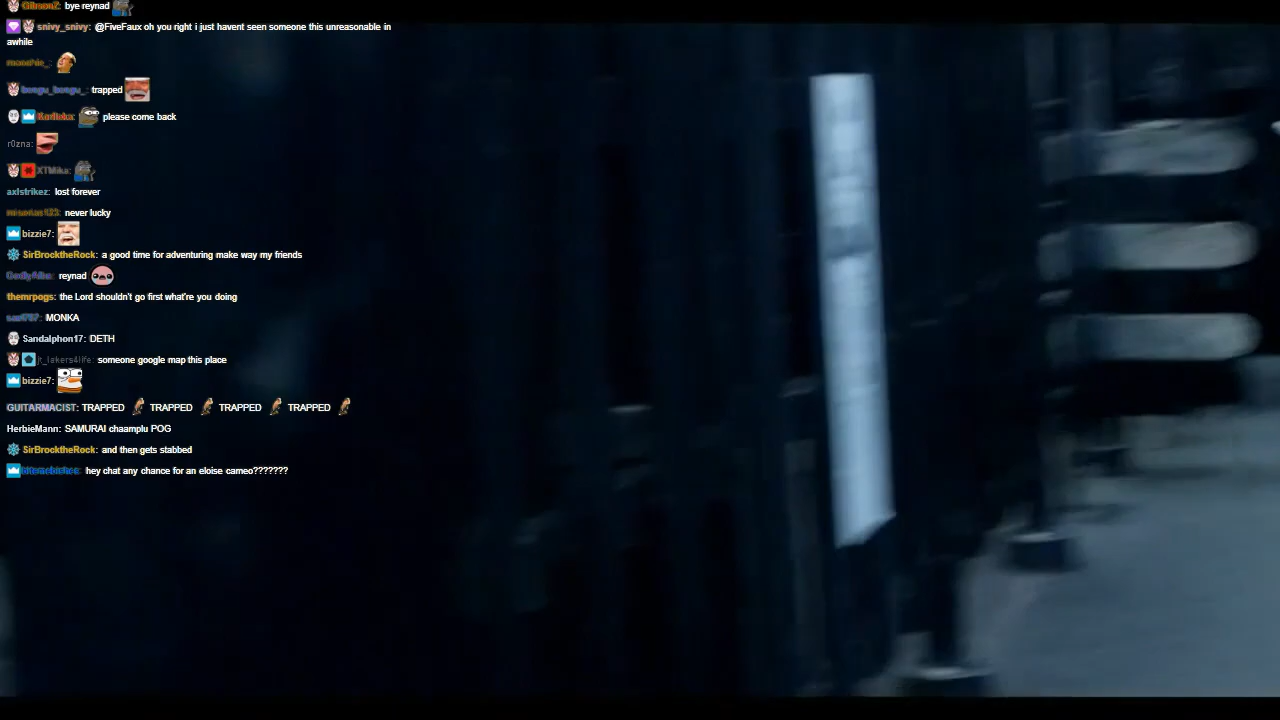 bye reynad
snivy_snivy: @FiveFaux oh you right i just havent seen someone this unreasonable in
awhile
bongu_bongu_: trapped
please come back
r0zna:
XTMika:
axlstrikez: lost forever
never lucky
bizzie7:
SirBrocktheRock: a good time for adventuring make way my friends
reynad
themrpogs: the Lord shouldn't go first what're you doing
MONKA
Sandalphon17: DETH
jt_lakers4life: someone google map this place
bizzie7:
GUITARMACIST: TRAPPED TRAPPED TRAPPED TRAPPED
HerbieMann: SAMURAI chaamplu POG
SirBrocktheRock: and then gets stabbed
hey chat any chance for an eloise cameo???????